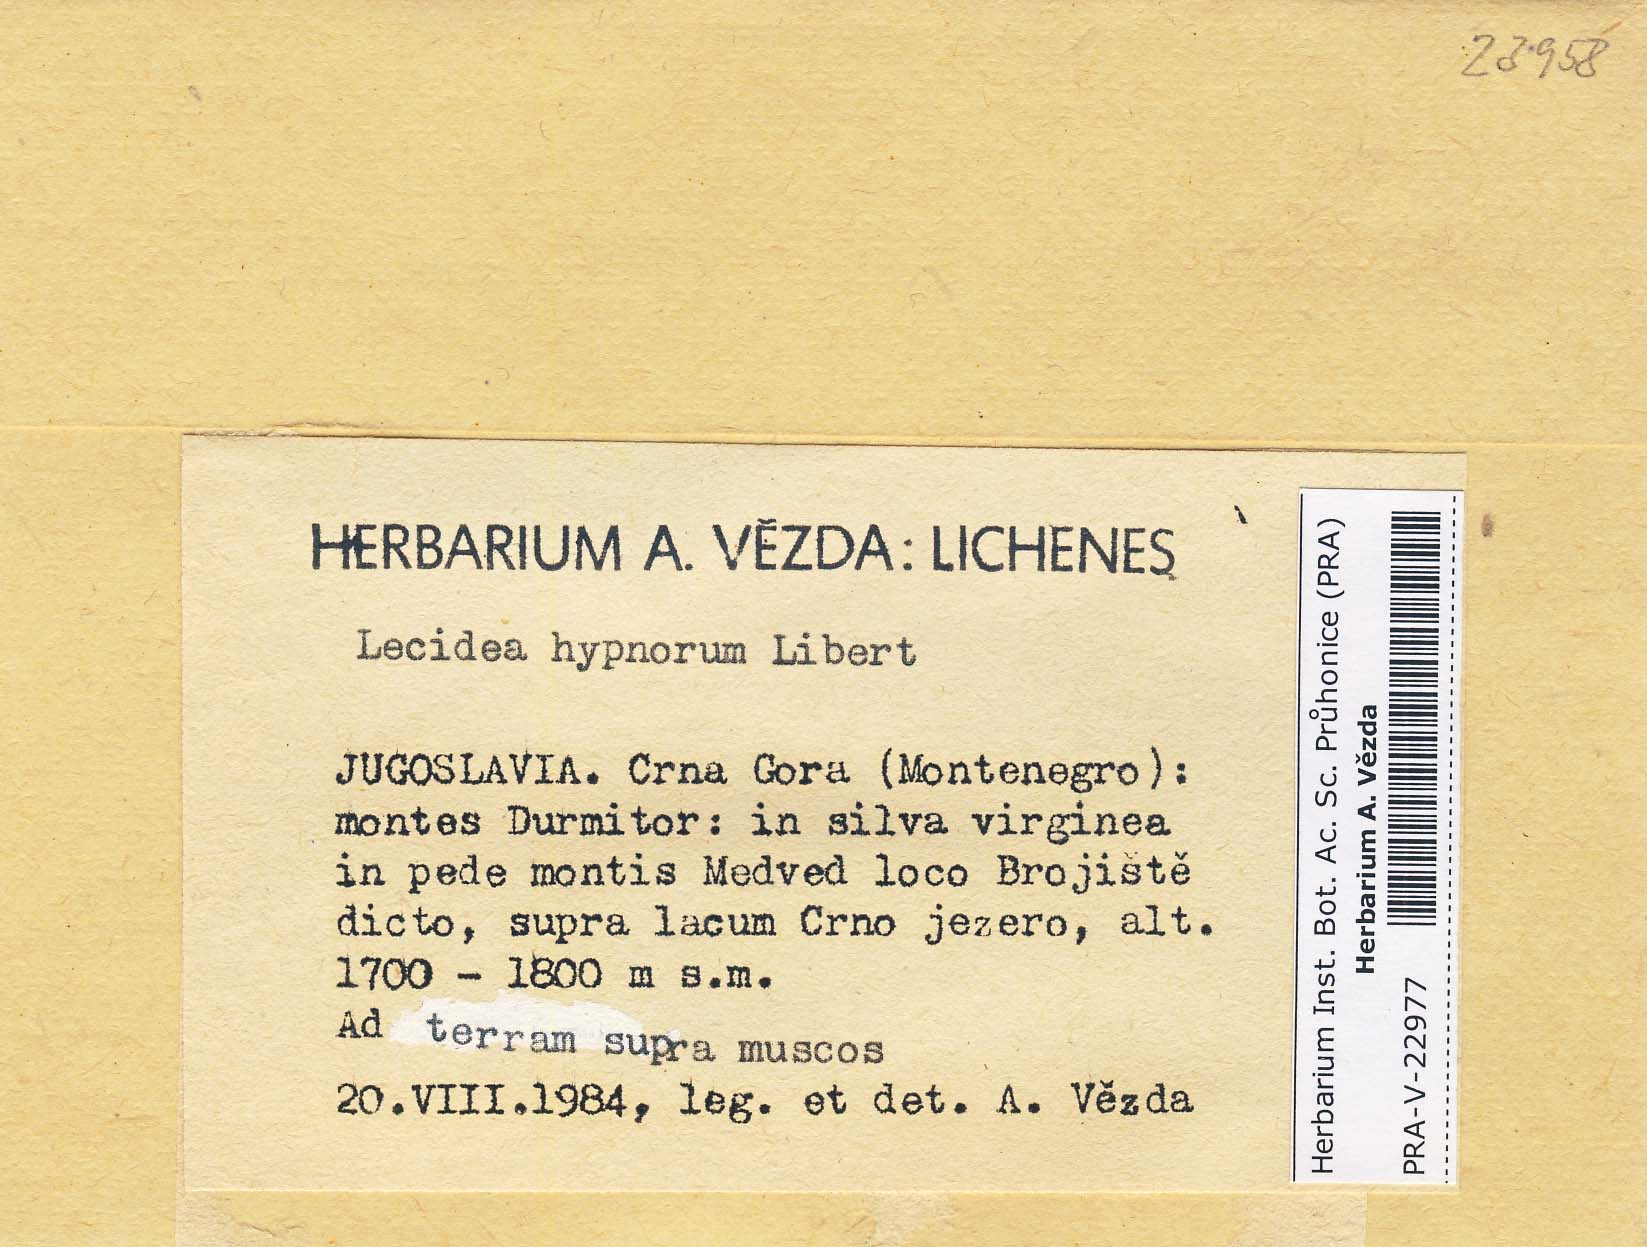 23958
HERBARIUM A. VĚZDA: LICHENES
Lecidea hypnorum Libert
JUGOSLAVIA. Crna Gora (Montenegro):
montes Durmitor: in silva virginea
in pede montis Medved loco Brojiště
dicto, supra lacum Crno jezero, alt.
1700 - 1800 m s.m.
Ad terram supra muscos
20.VIII.1984, leg. et det. A. Vězda
Herbarium Inst. Bot. Ac. Sc. Průhonice (PRA)
Herbarium A. Vězda
PRA-V-22977